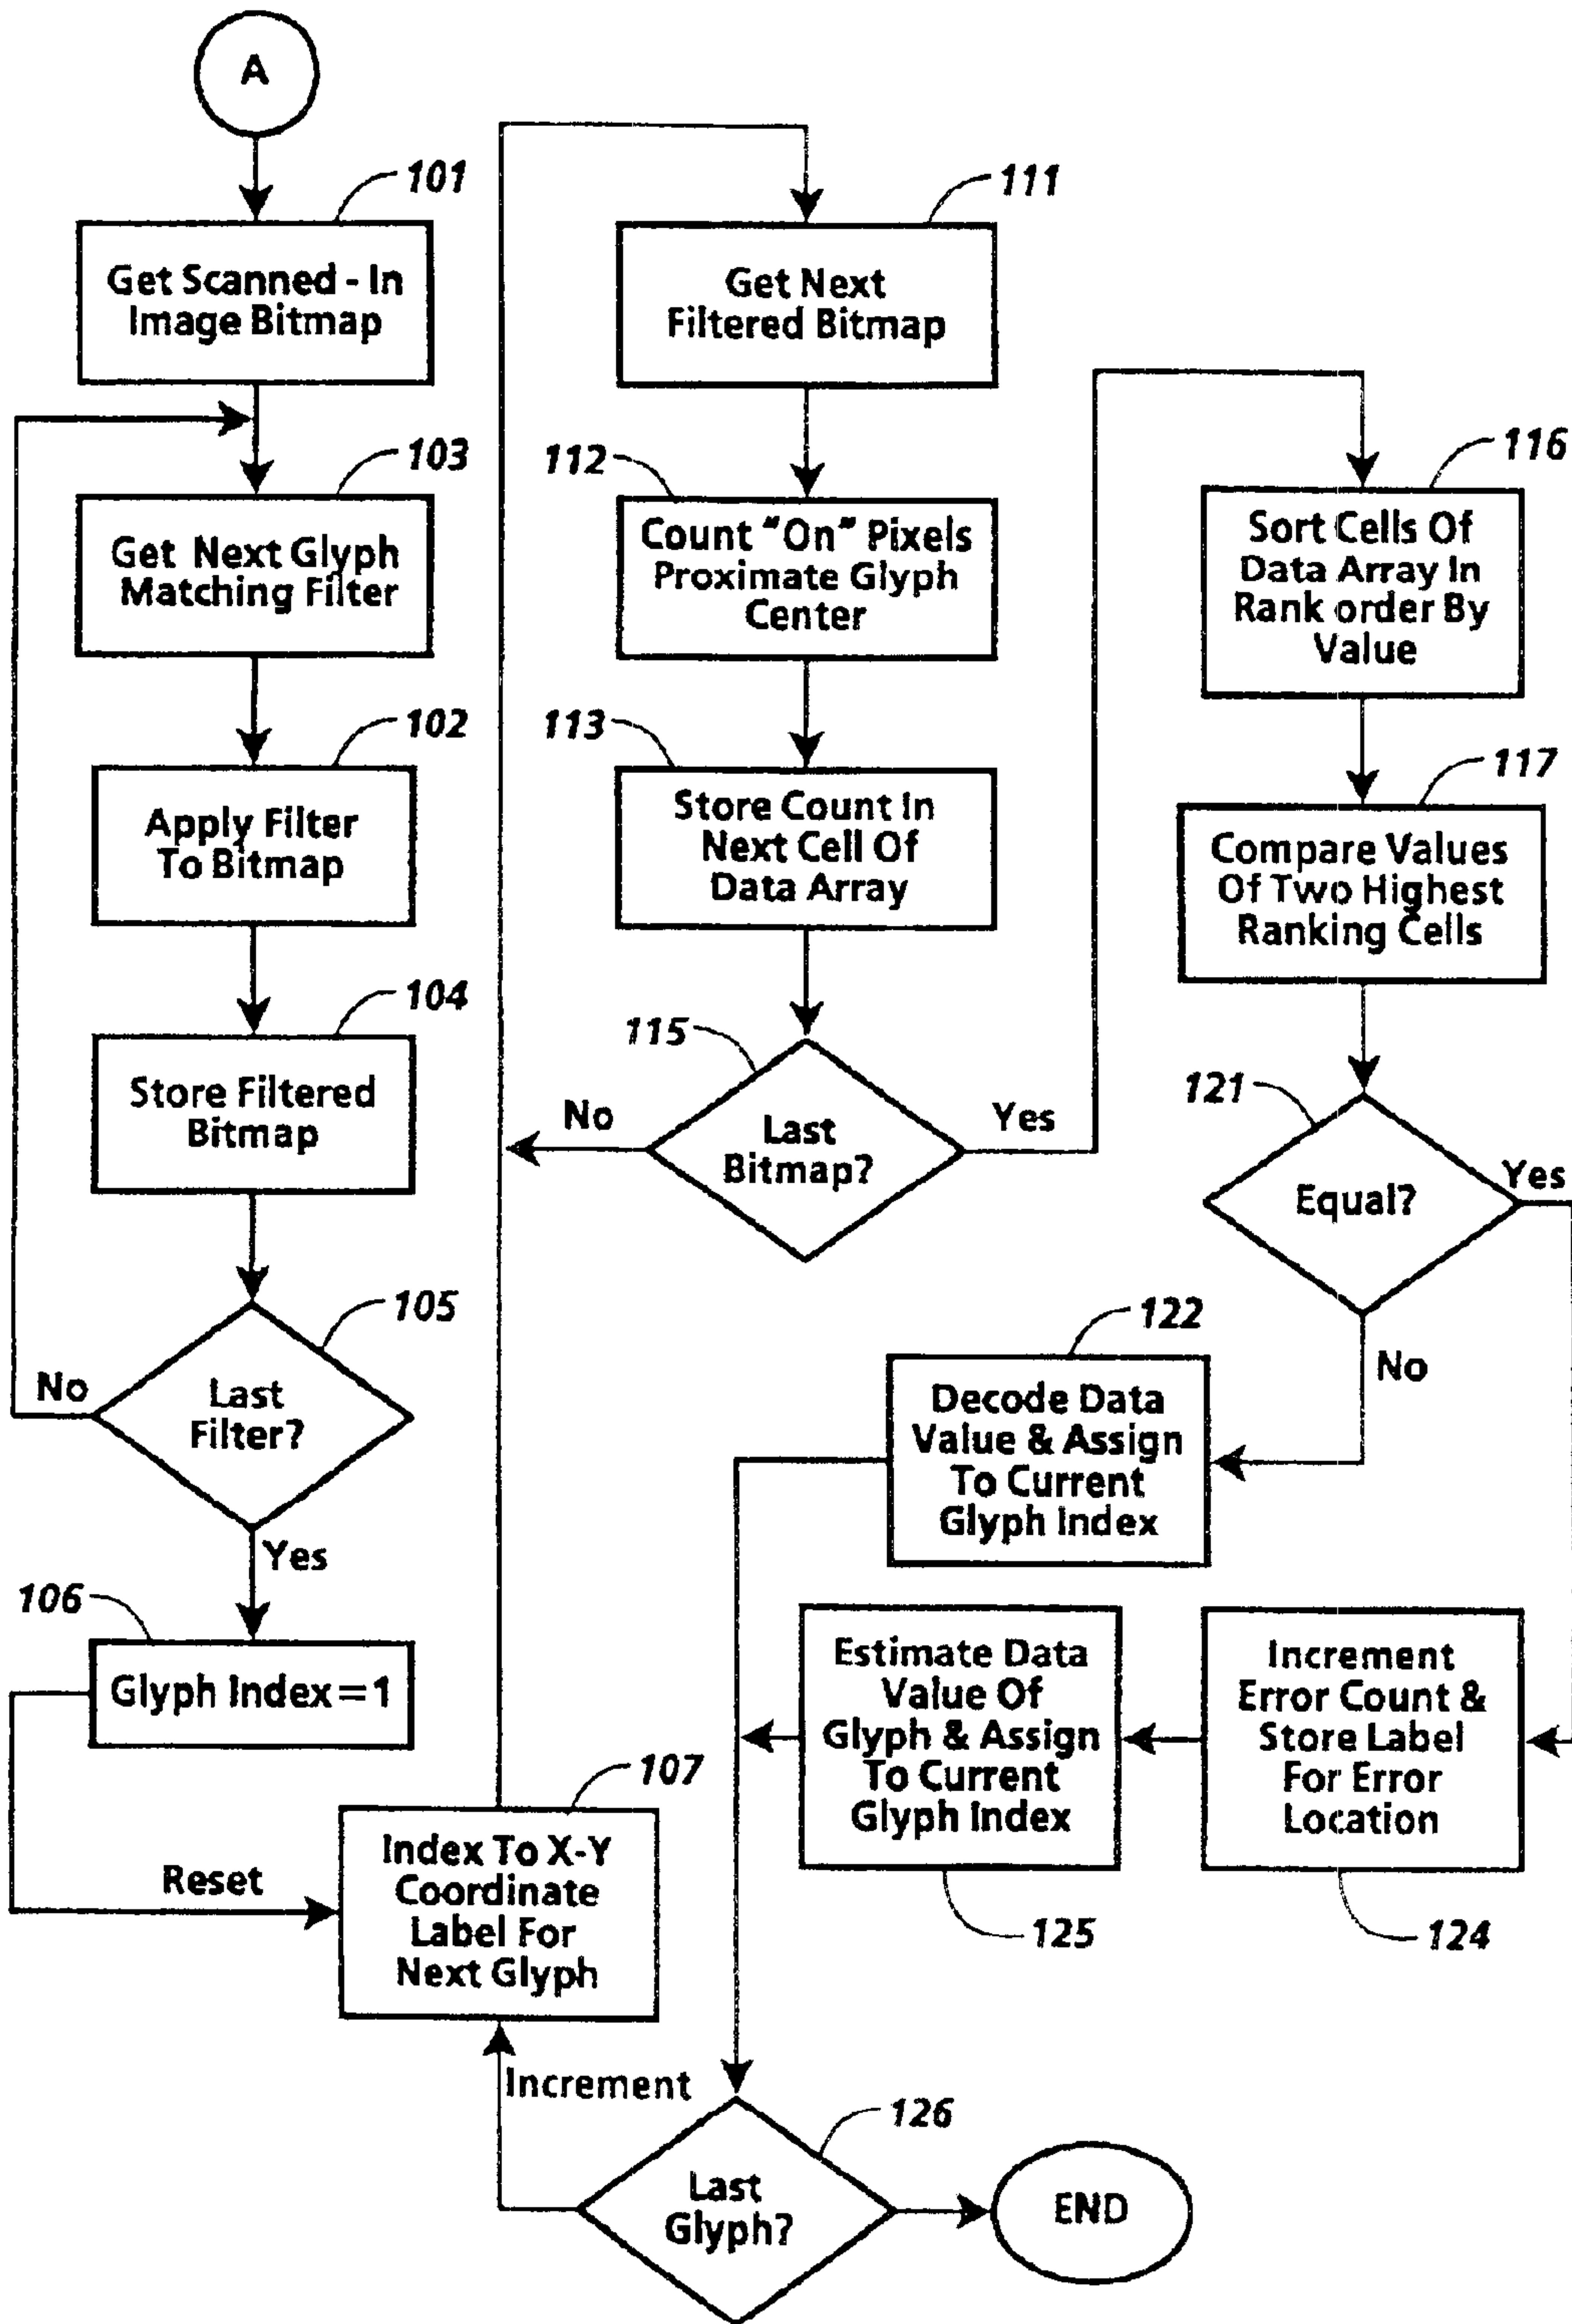 A
101
Get Scanned - In
Image Bitmap
103
Get Next Glyph
Matching Filter
102
Apply Filter
To Bitmap
104
Store Filtered
Bitmap
105
Last
Filter?
No
Yes
106
Glyph Index=1
Reset
107
Index To X-Y
Coordinate
Label For
Next Glyph
111
Get Next
Filtered Bitmap
112
Count "On" Pixels
Proximate Glyph
Center
113
Store Count In
Next Cell Of
Data Array
115
Last
Bitmap?
No
Yes
116
Sort Cells Of
Data Array In
Rank order By
Value
117
Compare Values
Of Two Highest
Ranking Cells
121
Equal?
Yes
No
122
Decode Data
Value & Assign
To Current
Glyph Index
Increment
Error Count &
Store Label
For Error
Location
124
Estimate Data
Value Of
Glyph & Assign
To Current
Glyph Index
125
126
Last
Glyph?
Increment
END